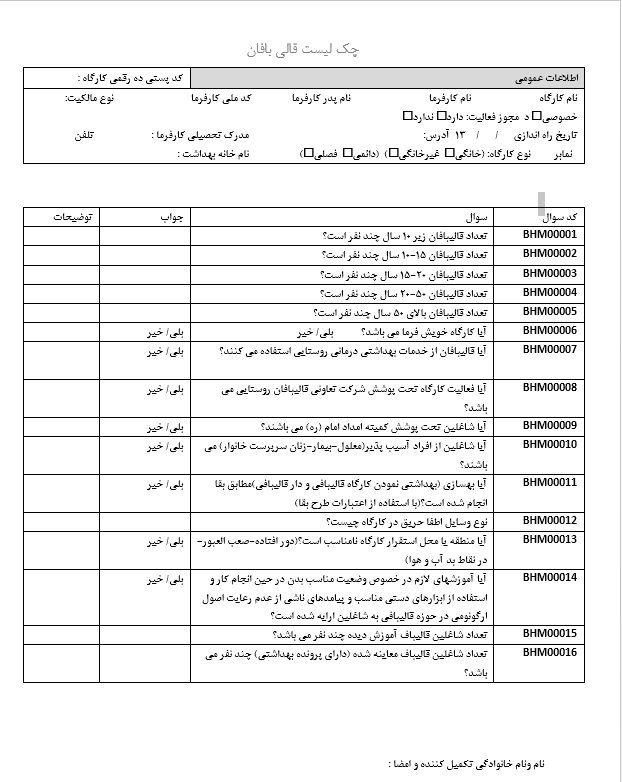 چک لیست قالی بافان
اطلاعات عمومی کد پستی ده رقمی کارگاه :
نام کارگاه نام کارفرما نام پدر کارفرما کد ملی کارفرما نوع مالکیت:
خصوصی□ د مجوز فعالیت: دارد□ ندارد□
تاریخ راه اندازی / / ۱۳ آدرس: مدرک تحصیلی کارفرما : تلفن
نمابر نوع کارگاه: (خانگی□ غیرخانگی□) (دائمی□ فصلی□) نام خانه بهداشت :
کد سوال سوال جواب توضیحات
BHM00001 تعداد قالیبافان زیر ۱۰ سال چند نفر است؟
BHM00002 تعداد قالیبافان ۱۵-۱۰ سال چند نفر است؟
BHM00003 تعداد قالیبافان ۲۰-۱۵ سال چند نفر است؟
BHM00004 تعداد قالیبافان ۵۰-۲۰ سال چند نفر است؟
BHM00005 تعداد قالیبافان بالای ۵۰ سال چند نفر است؟
BHM00006 آیا کارگاه خویش فرما می باشد؟ بلی/ خیر بلی/ خیر
BHM00007 آیا قالیبافان از خدمات بهداشتی درمانی روستایی استفاده می کنند؟ بلی/ خیر
BHM00008 آیا فعالیت کارگاه تحت پوشش شرکت تعاونی قالیبافان روستایی می بلی/ خیر
باشد؟
BHM00009 آیا شاغلین تحت پوشش کمیته امداد امام (ره) می باشند؟ بلی/ خیر
BHM00010 آیا شاغلین از افراد آسیب پذیر(معلول-بیمار-زنان سرپرست خانوار) می بلی/ خیر
باشند؟
BHM00011 آیا بهسازی (بهداشتی نمودن کارگاه قالیبافی و دار قالیبافی)مطابق بقا بلی/ خیر
انجام شده است؟(با استفاده از اعتبارات طرح بقا)
BHM00012 نوع وسایل اطفا حریق در کارگاه چیست؟
BHM00013 آیا منطقه یا محل استقرار کارگاه نامناسب است؟(دور افتاده-صعب العبور- بلی/ خیر
در نقاط بد آب و هوا)
BHM00014 آیا آموزشهای لازم در خصوص وضعیت مناسب بدن در حین انجام کار و بلی/ خیر
استفاده از ابزارهای دستی مناسب و پیامدهای ناشی از عدم رعایت اصول
ارگونومی در حوزه قالیبافی به شاغلین ارایه شده است؟
BHM00015 تعداد شاغلین قالیباف آموزش دیده چند نفر می باشد؟
BHM00016 تعداد شاغلین قالیباف معاینه شده (دارای پرونده بهداشتی) چند نفر می
باشد؟
نام ونام خانوادگی تکمیل کننده و امضا :